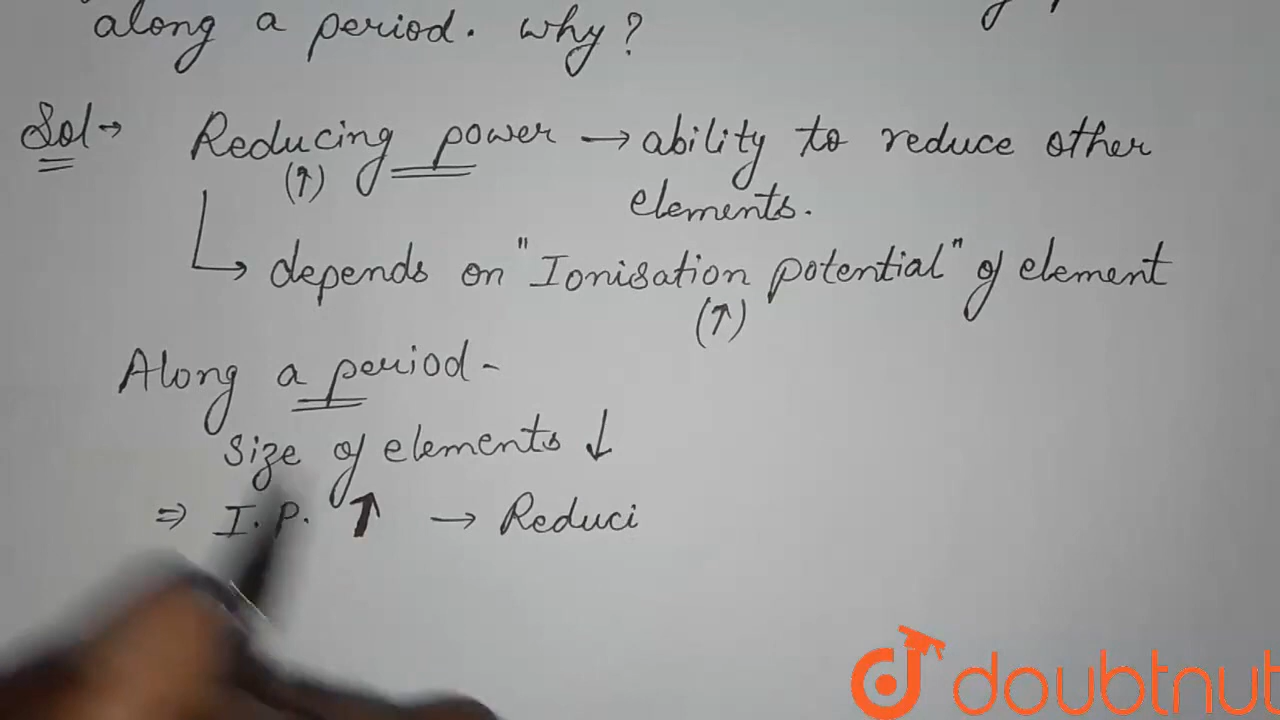 along a period. why?
Sol→ Reducing power → ability to reduce other
(↑) elements.
↳ depends on "Ionisation potential" of element
(↑)
Along a period -
Size of elements ↓
⇒ I.P. ↑ → Reduci
doubtnut